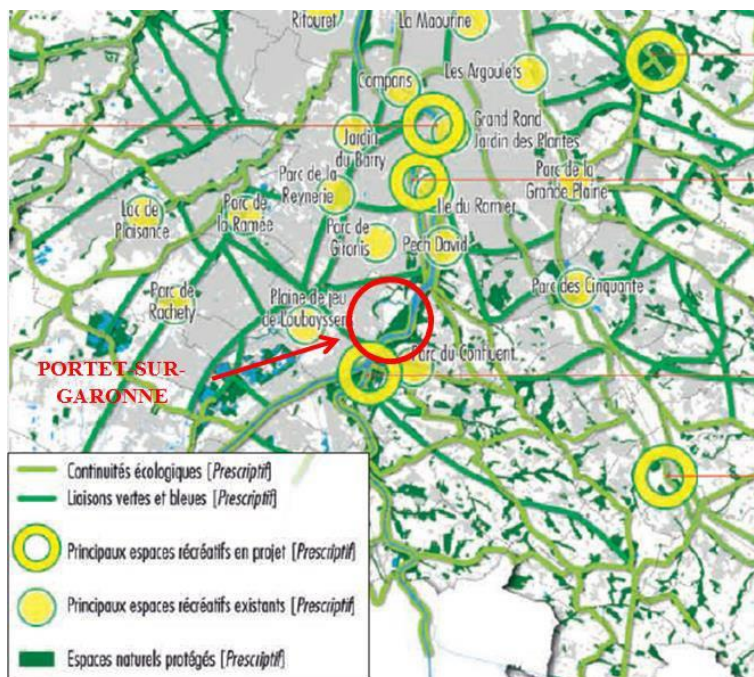 Ritouret
La Maourine
Compans
Les Argoulets
Grand Rond
Jardin des Plantes
Jardin
du Barry
Parc de la
Reynerie
Parc de la
Grande Plaine
Lac de
Plaisance
Parc de
la Ramée
Ile du Ramier
Parc de
Gironis
Pech David
Parc de
Rachety
Plaine de jeu
de Loubayssens
Parc des Cinquante
Parc du Confluent
PORTET-SUR-
GARONNE
Continuités écologiques [Prescriptif]
Liaisons vertes et bleues [Prescriptif]
Principaux espaces récréatifs en projet [Prescriptif]
Principaux espaces récréatifs existants [Prescriptif]
Espaces naturels protégés [Prescriptif]